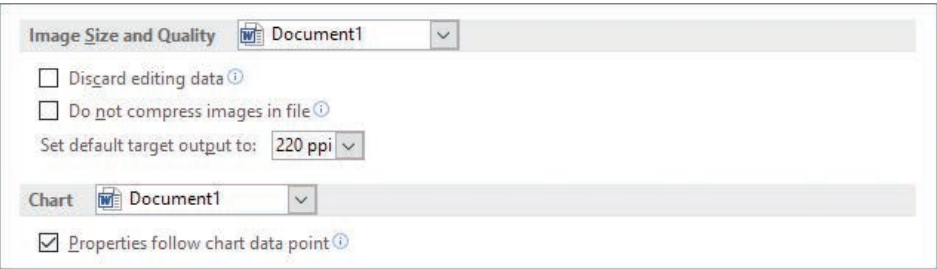 Image Size and Quality Document1
Discard editing data
Do not compress images in file
Set default target output to: 220 ppi
Chart Document1
Properties follow chart data point